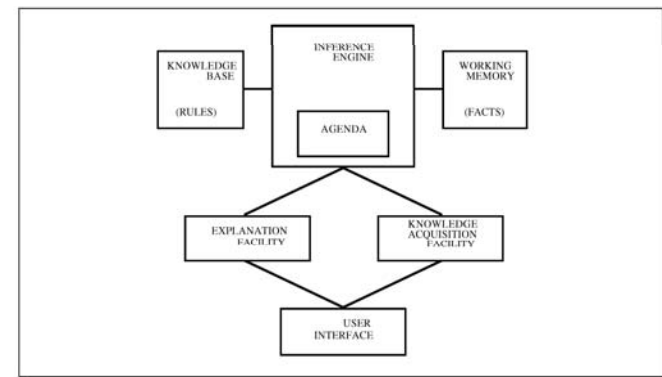 INFERENCE
ENGINE
KNOWLEDGE
BASE
(RULES)
WORKING
MEMORY
(FACTS)
AGENDA
EXPLANATION
FACILITY
KNOWLEDGE
ACQUISITION
FACILITY
USER
INTERFACE